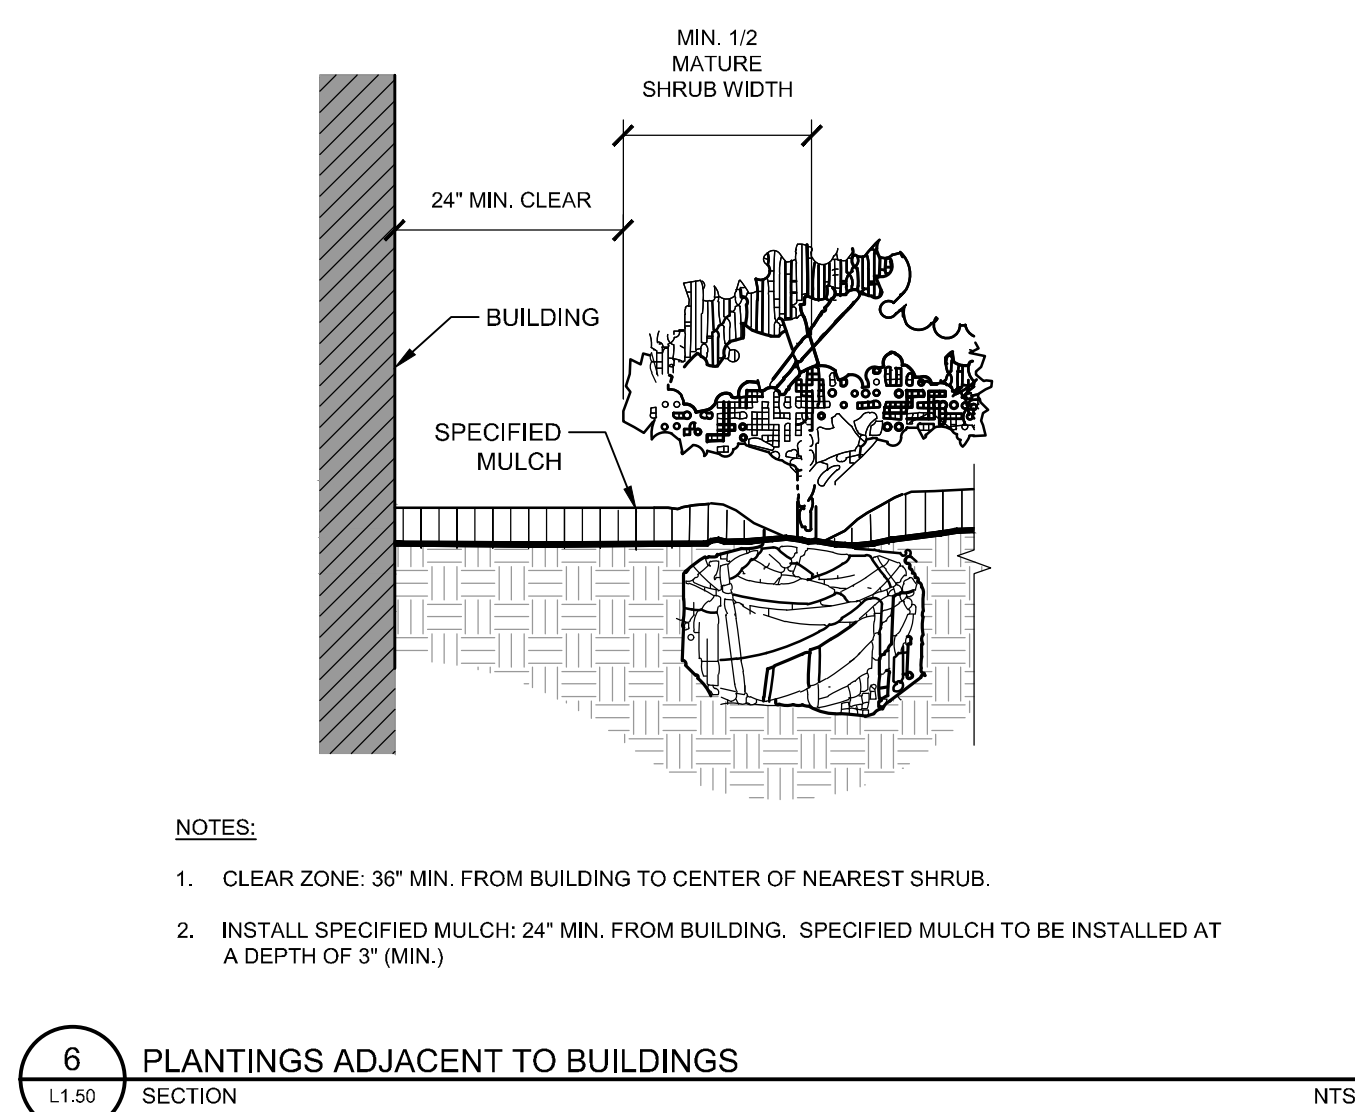 MIN. 1/2
MATURE
SHRUB WIDTH
24" MIN. CLEAR
BUILDING
SPECIFIED
MULCH
NOTES:
1. CLEAR ZONE: 36" MIN. FROM BUILDING TO CENTER OF NEAREST SHRUB.
2. INSTALL SPECIFIED MULCH: 24" MIN. FROM BUILDING. SPECIFIED MULCH TO BE INSTALLED AT
A DEPTH OF 3" (MIN.)
6 PLANTINGS ADJACENT TO BUILDINGS
L1.50 SECTION NTS